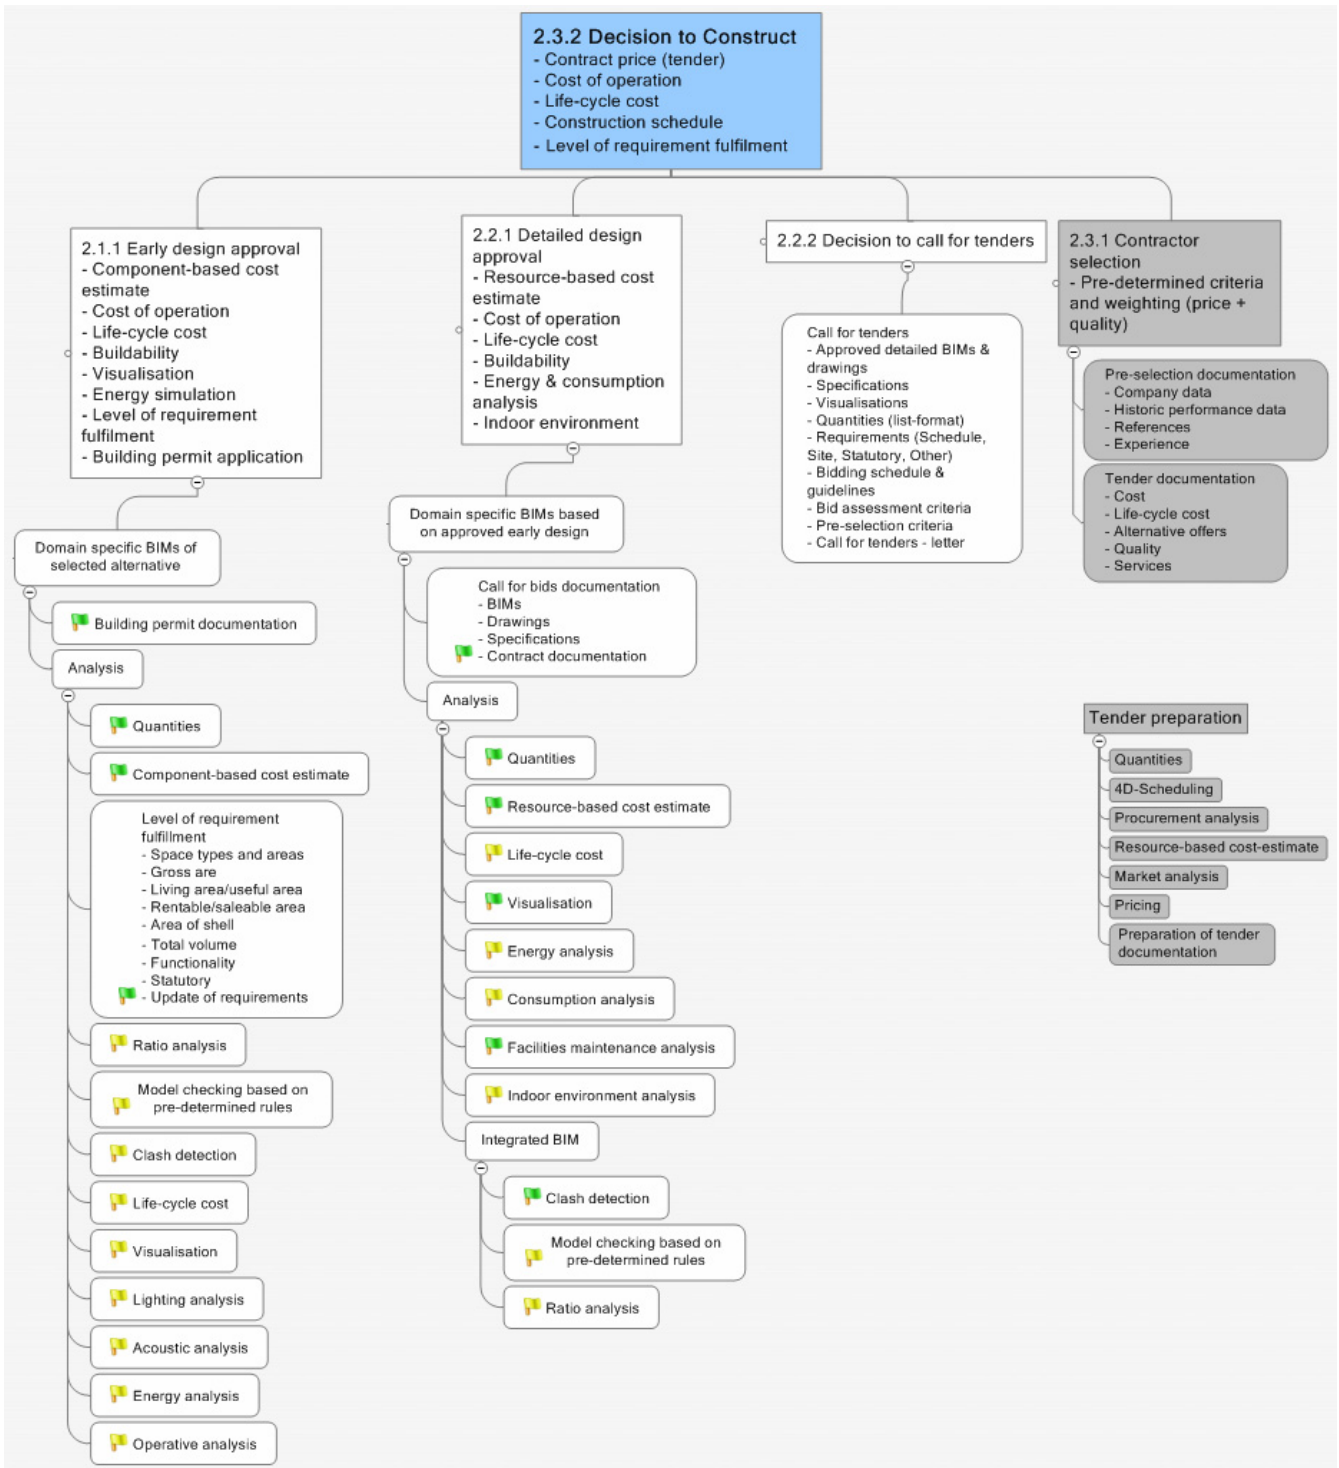 2.3.2 Decision to Construct
- Contract price (tender)
- Cost of operation
- Life-cycle cost
- Construction schedule
- Level of requirement fulfilment
2.1.1 Early design approval
- Component-based cost
estimate
- Cost of operation
- Life-cycle cost
- Buildability
- Visualisation
- Energy simulation
- Level of requirement
fulfilment
- Building permit application
Domain specific BIMs of
selected alternative
Building permit documentation
Analysis
Quantities
Component-based cost estimate
Level of requirement
fulfillment
- Space types and areas
- Gross are
- Living area/useful area
- Rentable/saleable area
- Area of shell
- Total volume
- Functionality
- Statutory
- Update of requirements
Ratio analysis
Model checking based on
pre-determined rules
Clash detection
Life-cycle cost
Visualisation
Lighting analysis
Acoustic analysis
Energy analysis
Operative analysis
2.2.1 Detailed design
approval
- Resource-based cost
estimate
- Cost of operation
- Life-cycle cost
- Buildability
- Energy & consumption
analysis
- Indoor environment
Domain specific BIMs based
on approved early design
Call for bids documentation
- BIMs
- Drawings
- Specifications
- Contract documentation
Analysis
Quantities
Resource-based cost estimate
Life-cycle cost
Visualisation
Energy analysis
Consumption analysis
Facilities maintenance analysis
Indoor environment analysis
Integrated BIM
Clash detection
Model checking based on
pre-determined rules
Ratio analysis
2.2.2 Decision to call for tenders
Call for tenders
- Approved detailed BIMs &
drawings
- Specifications
- Visualisations
- Quantities (list-format)
- Requirements (Schedule,
Site, Statutory, Other)
- Bidding schedule &
guidelines
- Bid assessment criteria
- Pre-selection criteria
- Call for tenders - letter
2.3.1 Contractor
selection
- Pre-determined criteria
and weighting (price +
quality)
Pre-selection documentation
- Company data
- Historic performance data
- References
- Experience
Tender documentation
- Cost
- Life-cycle cost
- Alternative offers
- Quality
- Services
Tender preparation
Quantities
4D-Scheduling
Procurement analysis
Resource-based cost-estimate
Market analysis
Pricing
Preparation of tender
documentation